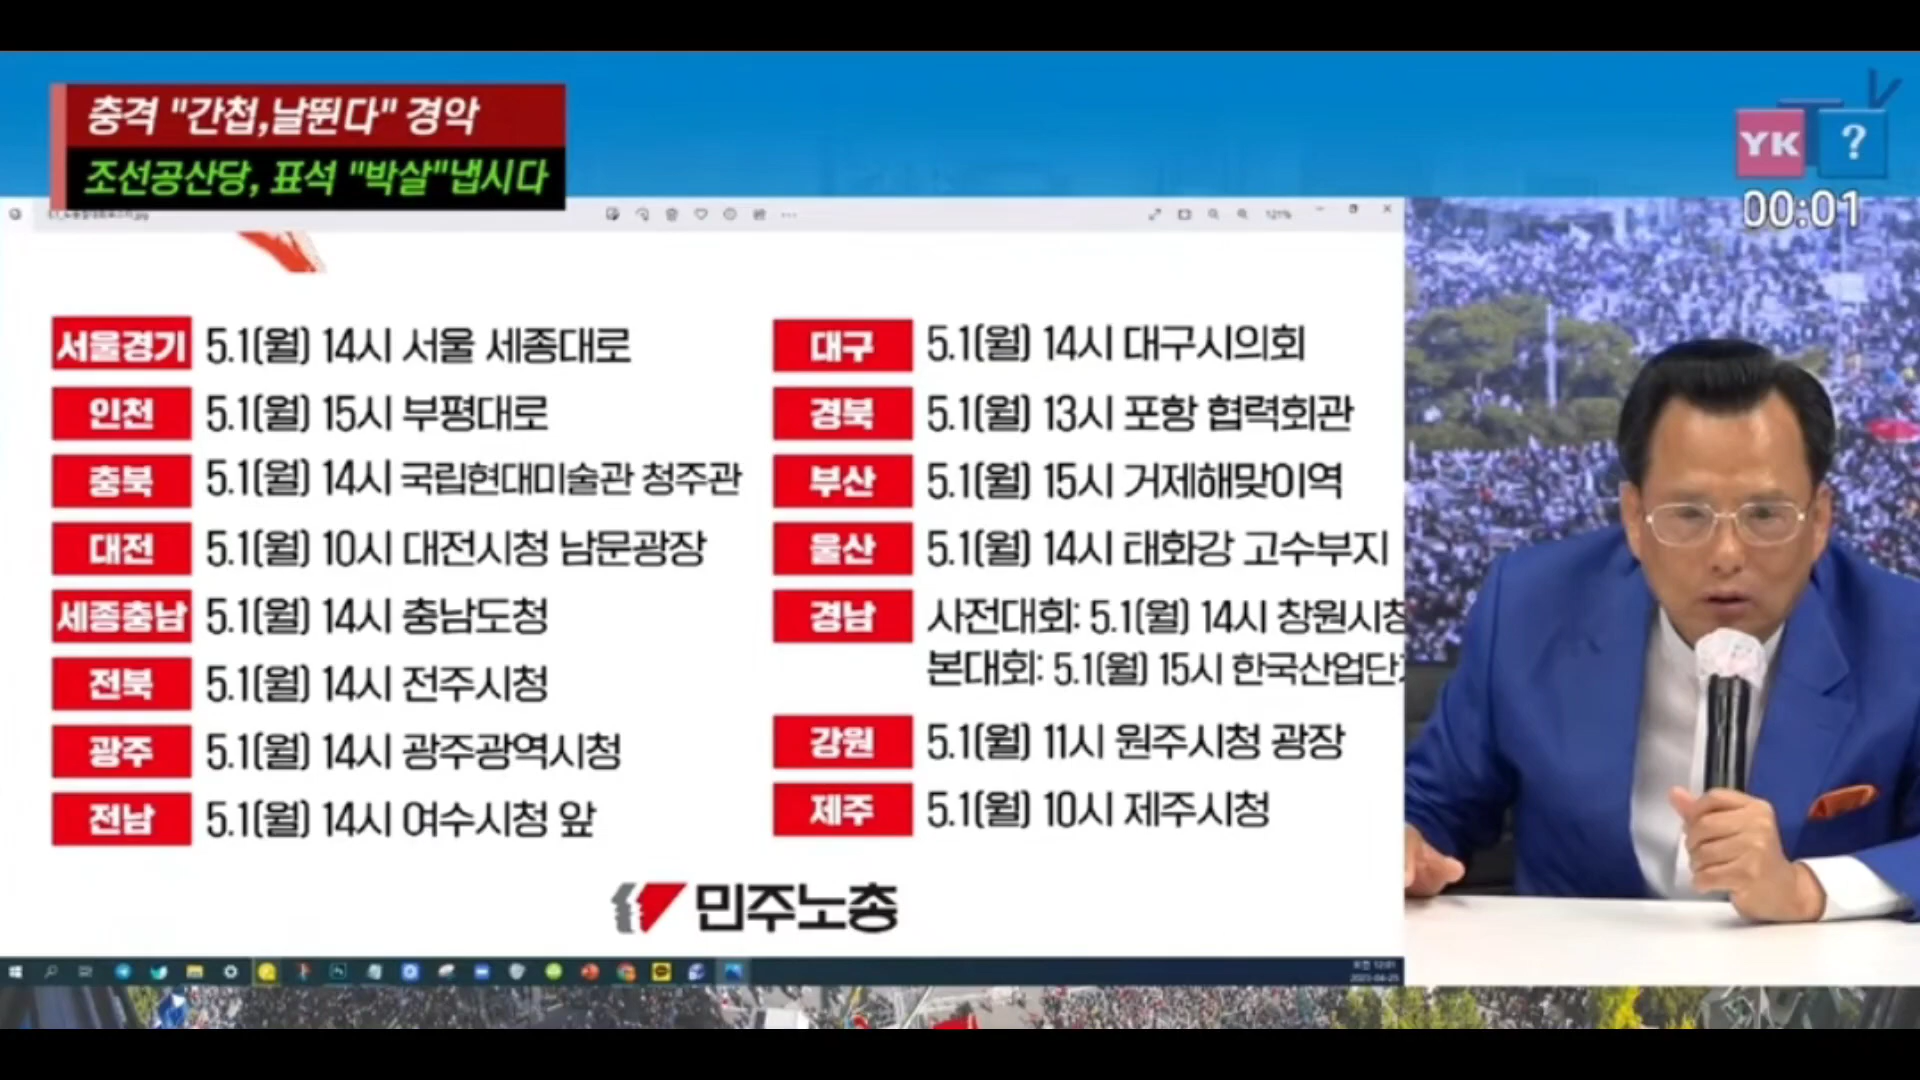 충격 "간첩,날뛴다" 경악
조선공산당, 표석 "박살"냅시다
TV
YK ?
00:01
121%
서울경기 5.1(월) 14시 서울 세종대로
인천 5.1(월) 15시 부평대로
충북 5.1(월) 14시 국립현대미술관 청주관
대전 5.1(월) 10시 대전시청 남문광장
세종충남 5.1(월) 14시 충남도청
전북 5.1(월) 14시 전주시청
광주 5.1(월) 14시 광주광역시청
전남 5.1(월) 14시 여수시청 앞
대구 5.1(월) 14시 대구시의회
경북 5.1(월) 13시 포항 협력회관
부산 5.1(월) 15시 거제해맞이역
울산 5.1(월) 14시 태화강 고수부지
경남 사전대회: 5.1(월) 14시 창원시청
본대회: 5.1(월) 15시 한국산업단
강원 5.1(월) 11시 원주시청 광장
제주 5.1(월) 10시 제주시청
민주노총
오전 12:01
2023-04-25